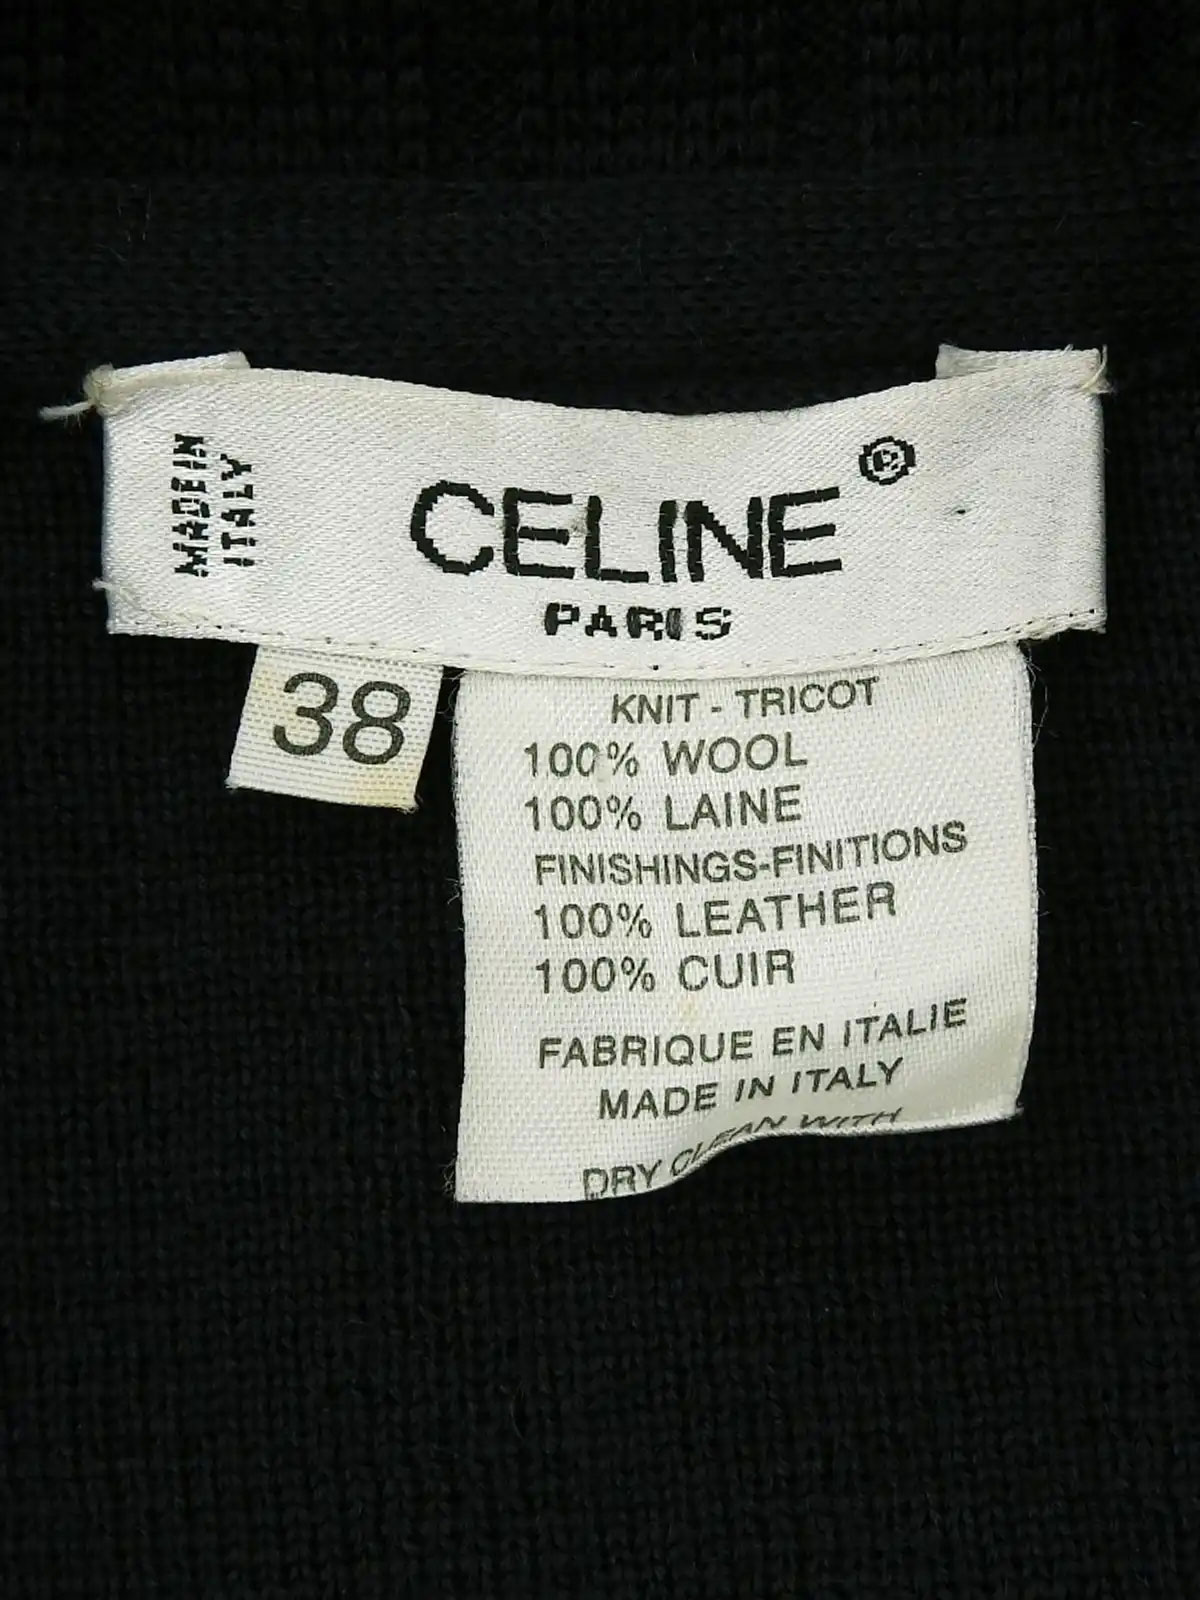 MADE IN
ITALY
CELINE®
PARIS
38
KNIT - TRICOT
100% WOOL
100% LAINE
FINISHINGS-FINITIONS
100% LEATHER
100% CUIR
FABRIQUE EN ITALIE
MADE IN ITALY
DRY CLEAN WITH